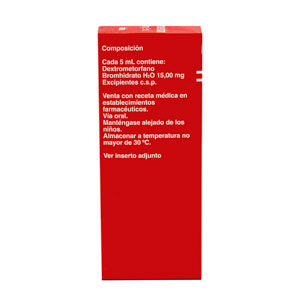 Composición
Cada 5 mL contiene:
Dextrometorfano
Bromhidrato H₂O 15,00 mg
Excipientes c.s.p.
Venta con receta médica en
establecimientos
farmacéuticos.
Vía oral.
Manténgase alejado de los
niños.
Almacenar a temperatura no
mayor de 30 ºC.
Ver inserto adjunto